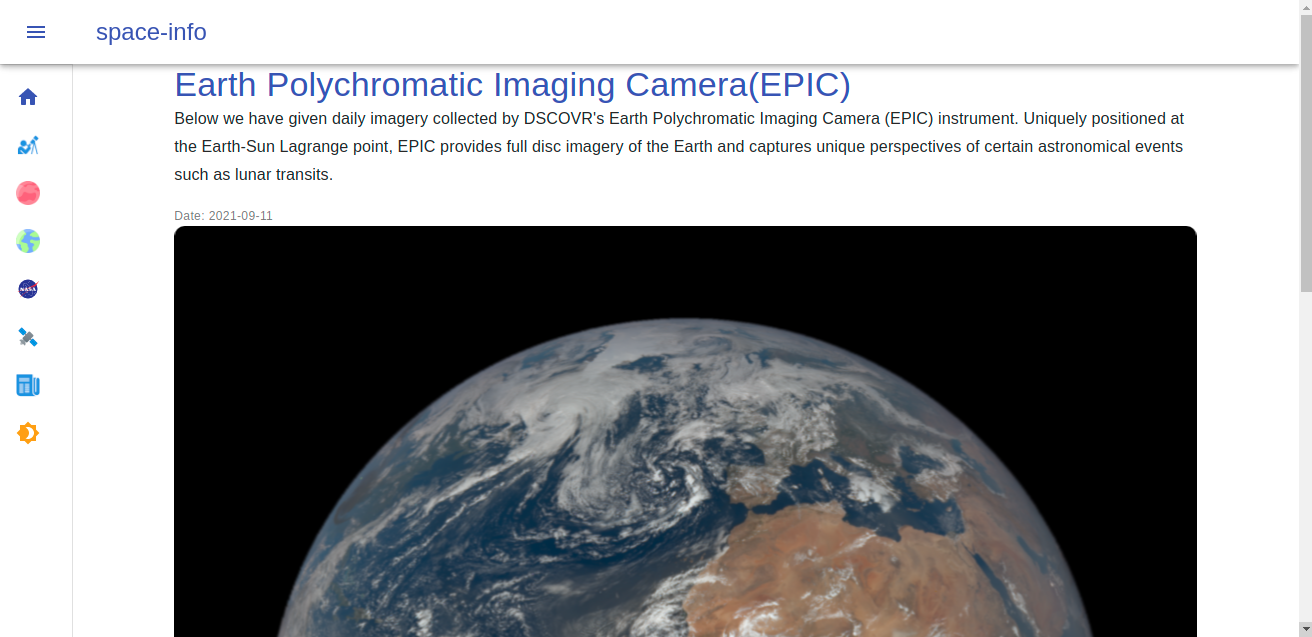 space-info
Earth Polychromatic Imaging Camera(EPIC)
Below we have given daily imagery collected by DSCOVR's Earth Polychromatic Imaging Camera (EPIC) instrument. Uniquely positioned at
the Earth-Sun Lagrange point, EPIC provides full disc imagery of the Earth and captures unique perspectives of certain astronomical events
such as lunar transits.
Date: 2021-09-11
NASA